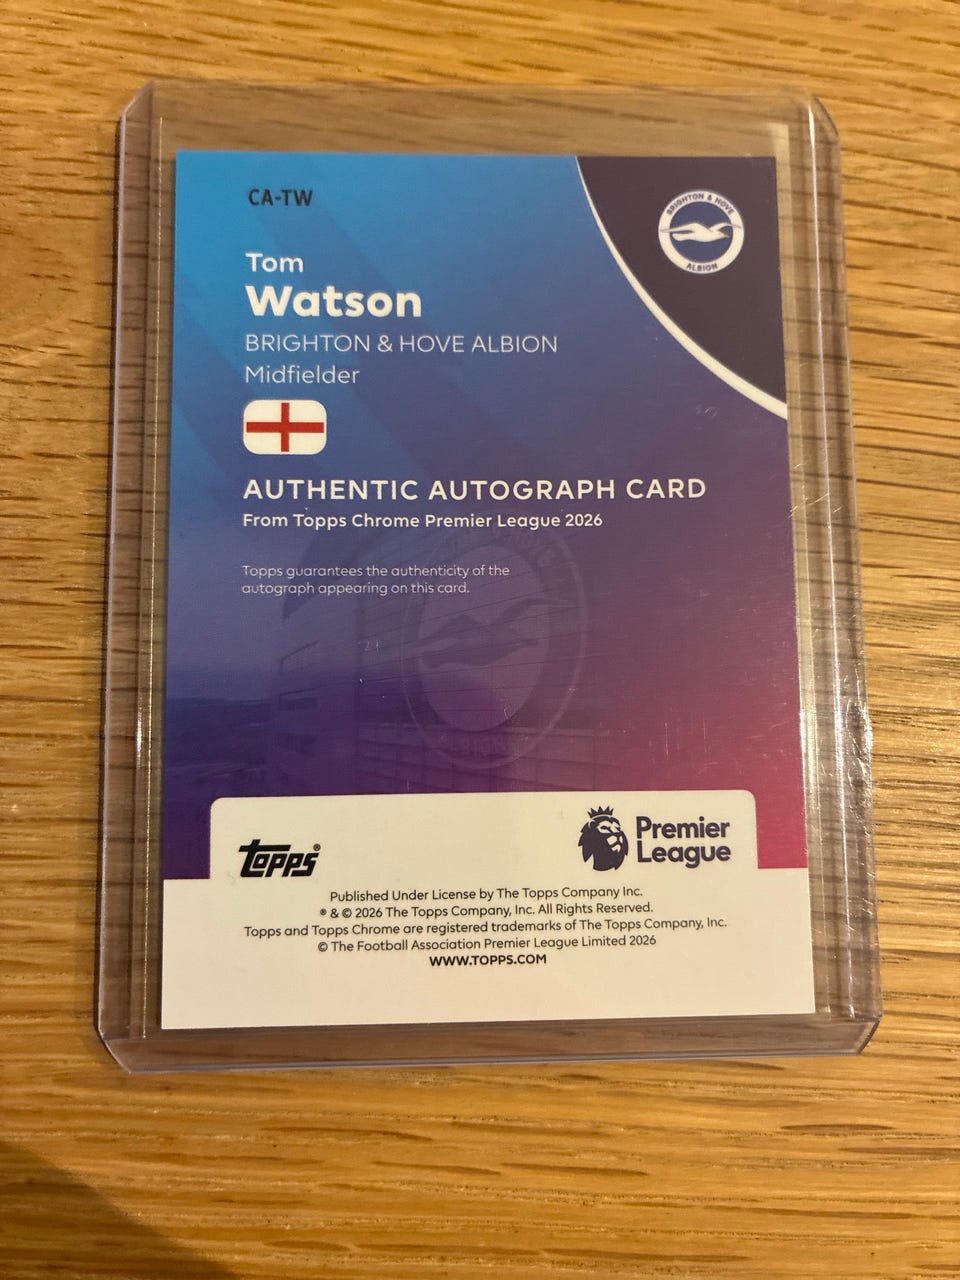 CA-TW
BRIGHTON & HOVE
ALBION
Tom
Watson
BRIGHTON & HOVE ALBION
Midfielder
AUTHENTIC AUTOGRAPH CARD
From Topps Chrome Premier League 2026
Topps guarantees the authenticity of the
autograph appearing on this card.
topps®
Premier
League
Published Under License by The Topps Company Inc.
® & © 2026 The Topps Company, Inc. All Rights Reserved.
Topps and Topps Chrome are registered trademarks of The Topps Company, Inc.
© The Football Association Premier League Limited 2026
WWW.TOPPS.COM